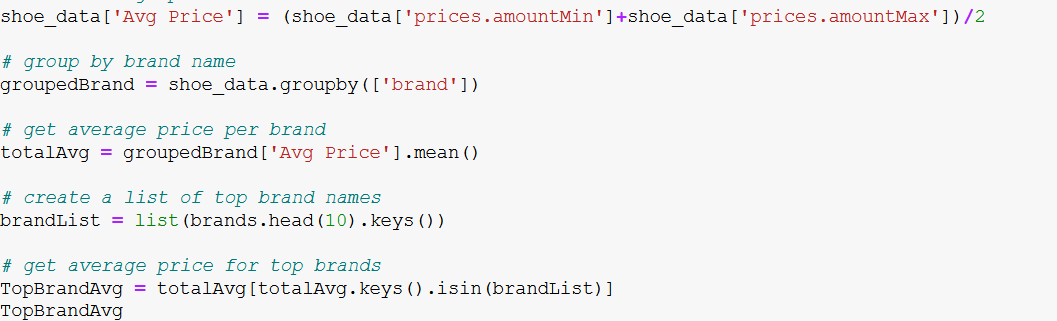 shoe_data['Avg Price'] = (shoe_data['prices.amountMin']+shoe_data['prices.amountMax'])/2
# group by brand name
groupedBrand = shoe_data.groupby(['brand'])
# get average price per brand
totalAvg = groupedBrand['Avg Price'].mean()
# create a list of top brand names
brandList = list(brands.head(10).keys())
# get average price for top brands
TopBrandAvg = totalAvg[totalAvg.keys().isin(brandList)]
TopBrandAvg